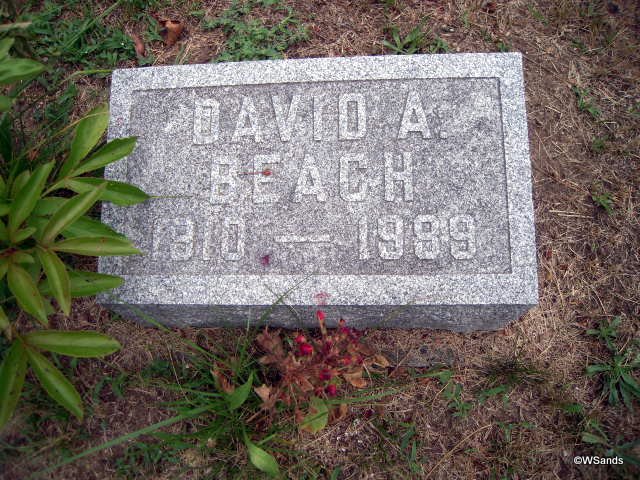 DAVID A.
BEACH
1910 — 1989
©WSands